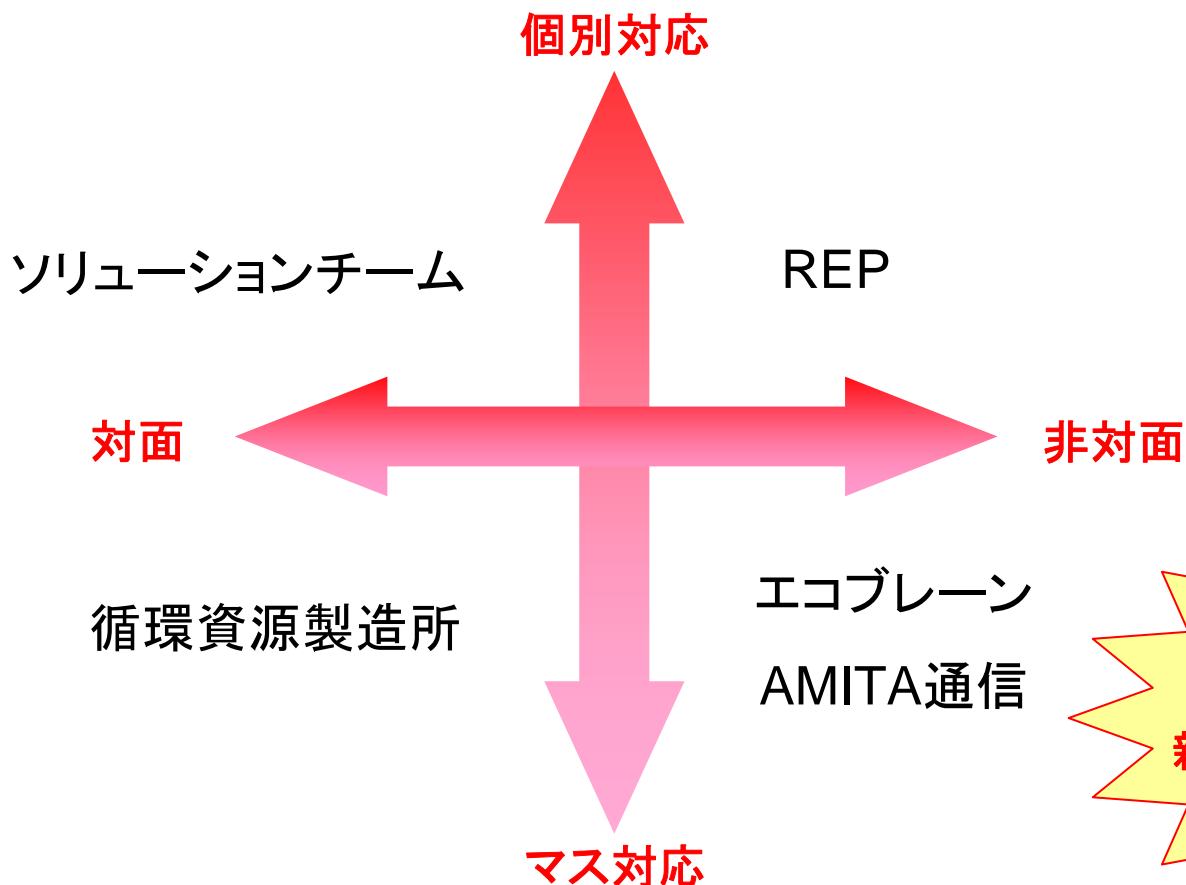 個別対応
ソリューションチーム
REP
対面
非対面
エコブレーン
循環資源製造所
AMITA通信
マス対応